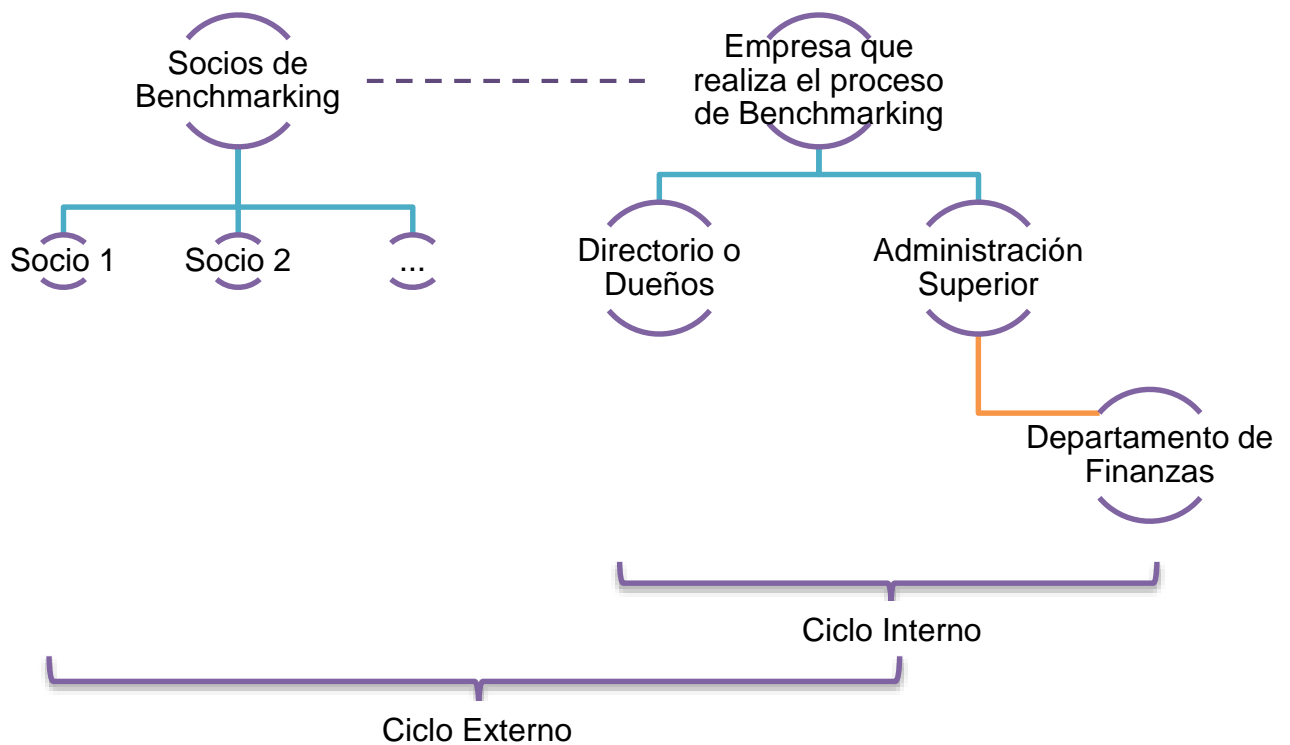 Socios de
Benchmarking
Empresa que
realiza el proceso
de Benchmarking
Socio 1
Socio 2
...
Directorio o
Dueños
Administración
Superior
Departamento de
Finanzas
Ciclo Interno
Ciclo Externo